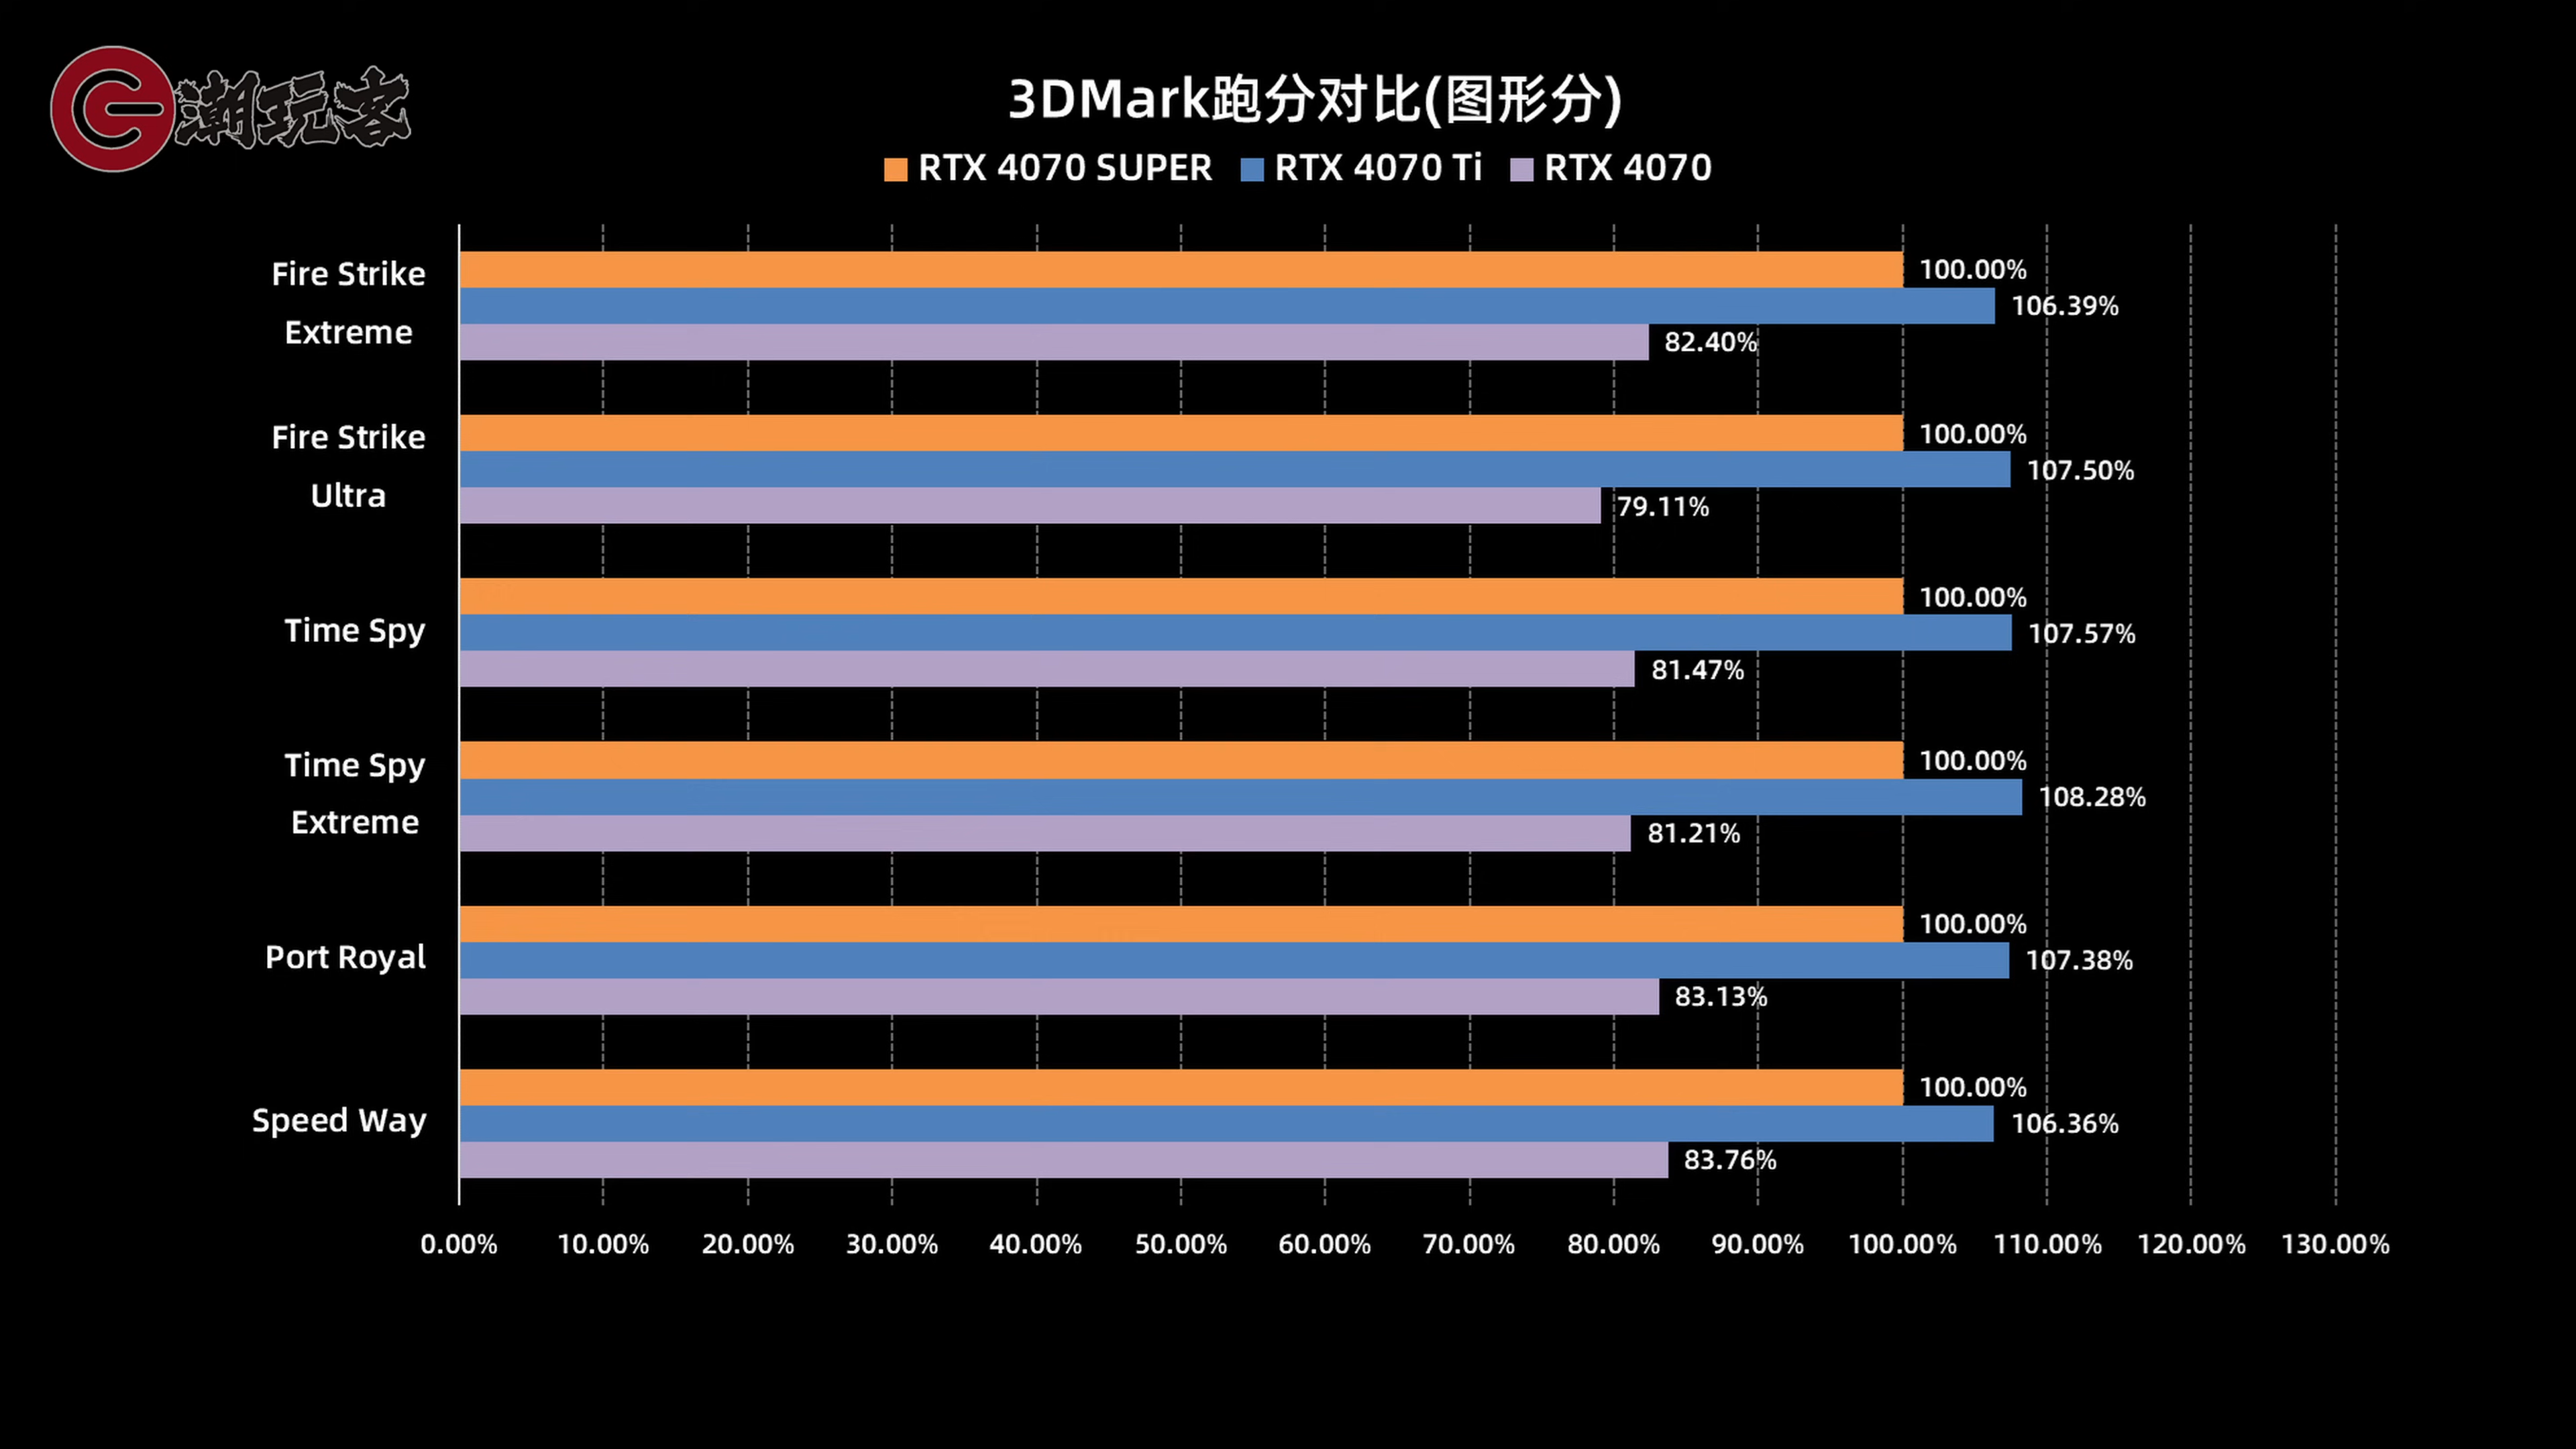 潮玩客
3DMark跑分对比(图形分)
RTX 4070 SUPER RTX 4070 Ti RTX 4070
Fire Strike
Extreme
100.00%
106.39%
82.40%
Fire Strike
Ultra
100.00%
107.50%
79.11%
Time Spy
100.00%
107.57%
81.47%
Time Spy
Extreme
100.00%
108.28%
81.21%
Port Royal
100.00%
107.38%
83.13%
Speed Way
100.00%
106.36%
83.76%
0.00% 10.00% 20.00% 30.00% 40.00% 50.00% 60.00% 70.00% 80.00% 90.00% 100.00% 110.00% 120.00% 130.00%